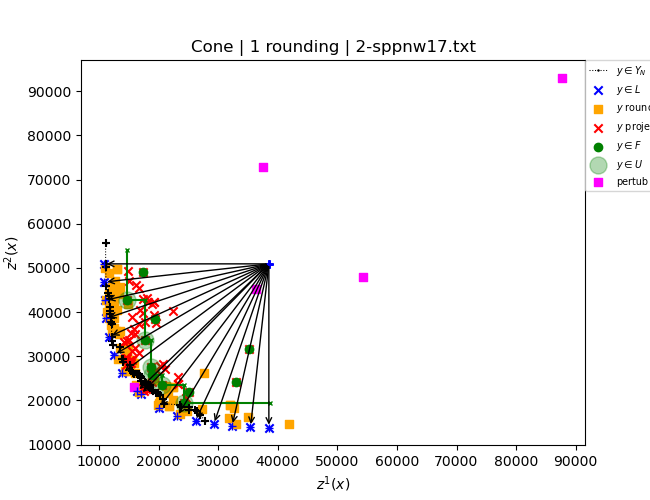 Cone | 1 rounding | 2-sppnw17.txt
z²(x)
90000
80000
70000
60000
50000
40000
30000
20000
10000
10000 20000 30000 40000 50000 60000 70000 80000 90000
z¹(x)
y ∈ Y_N
y ∈ L
y round
y proje
y ∈ F
y ∈ U
pertub